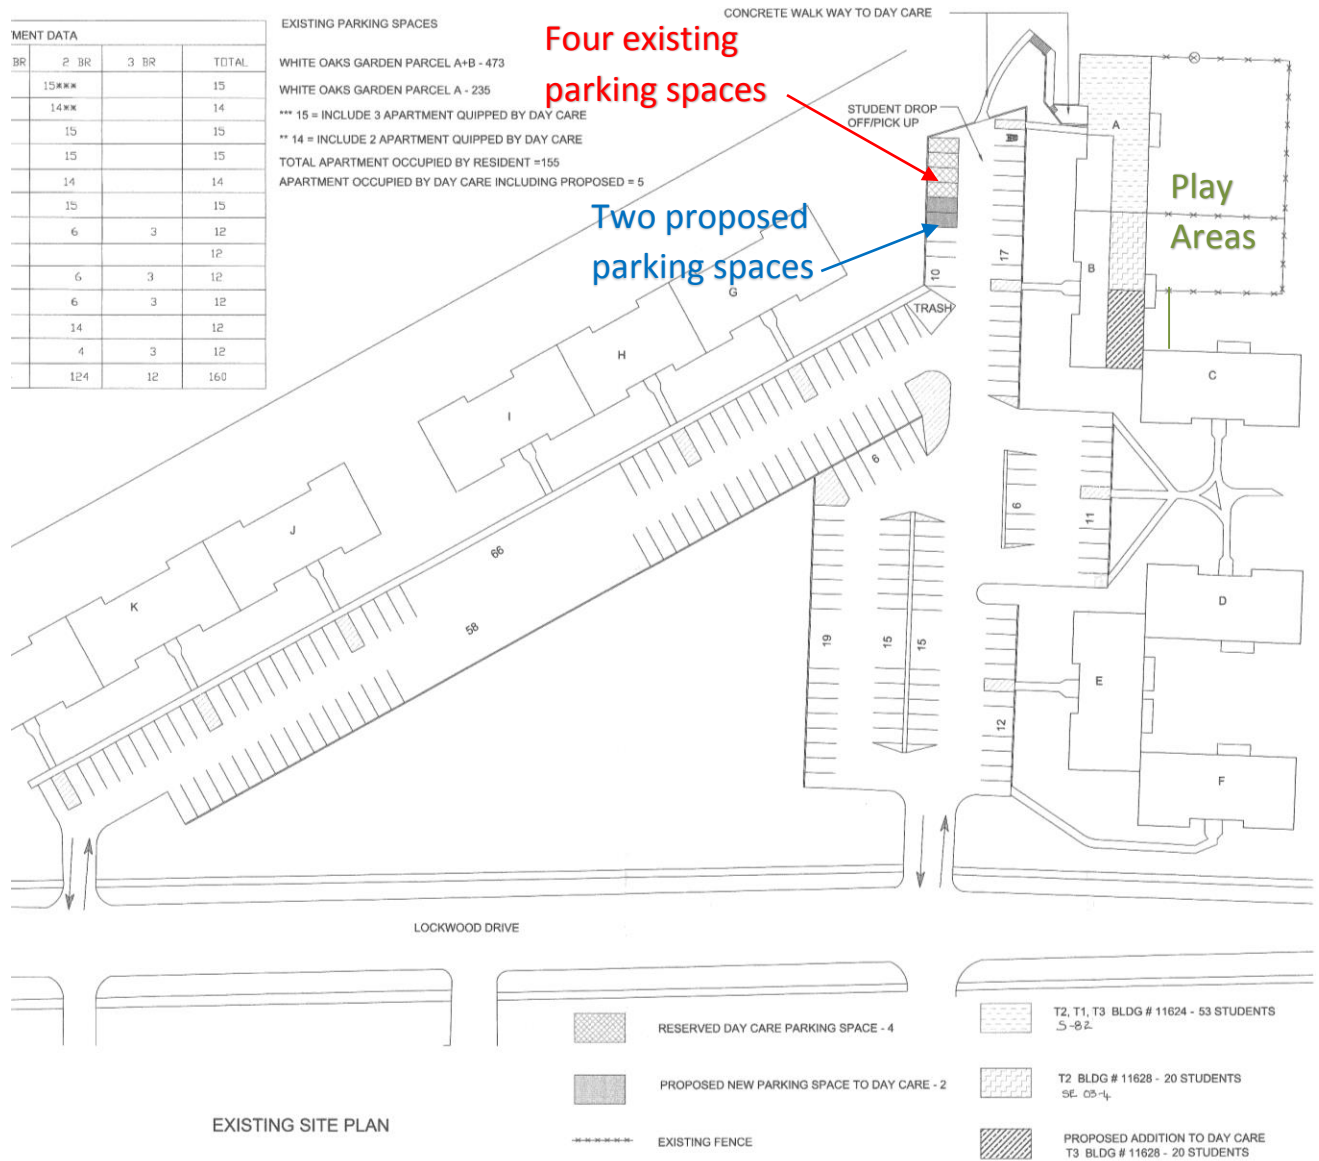 MENT DATA
BR 2 BR 3 BR TOTAL
15*** 15
14** 14
15 15
15 15
14 14
15 15
6 3 12
12
6 3 12
6 3 12
14 12
4 3 12
124 12 160
EXISTING PARKING SPACES
WHITE OAKS GARDEN PARCEL A+B - 473
WHITE OAKS GARDEN PARCEL A - 235
*** 15 = INCLUDE 3 APARTMENT QUIPPED BY DAY CARE
** 14 = INCLUDE 2 APARTMENT QUIPPED BY DAY CARE
TOTAL APARTMENT OCCUPIED BY RESIDENT =155
APARTMENT OCCUPIED BY DAY CARE INCLUDING PROPOSED = 5
Four existing
parking spaces
CONCRETE WALK WAY TO DAY CARE
STUDENT DROP
OFF/PICK UP
Two proposed
parking spaces
Play
Areas
A
B
C
D
E
F
G
H
I
J
K
TRASH
10
17
6
6
11
66
58
19
15
15
12
LOCKWOOD DRIVE
RESERVED DAY CARE PARKING SPACE - 4
PROPOSED NEW PARKING SPACE TO DAY CARE - 2
EXISTING FENCE
T2, T1, T3 BLDG # 11624 - 53 STUDENTS
S-82
T2 BLDG # 11628 - 20 STUDENTS
SE 03-4
PROPOSED ADDITION TO DAY CARE
T3 BLDG # 11628 - 20 STUDENTS
EXISTING SITE PLAN